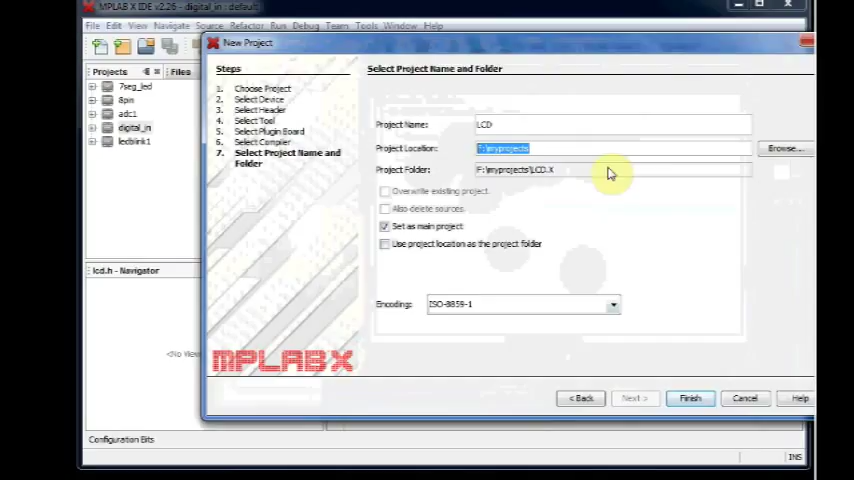 MPLAB X IDE v2.26 - digital_in : default
File Edit View Navigate Source Refactor Run Debug Team Tools Window Help
New Project
Projects Files
7seg_led
8pin
adc1
digital_in
ledblink1
Steps
1. Choose Project
2. Select Device
3. Select Header
4. Select Tool
5. Select Plugin Board
6. Select Compiler
7. Select Project Name and
Folder
Select Project Name and Folder
Project Name: LCD
Project Location: F:\myprojects Browse...
Project Folder: F:\myprojects\LCD.X
Overwrite existing project.
Also delete sources.
Set as main project
Use project location as the project folder
Encoding: ISO-8859-1
MPLAB X
< Back Next > Finish Cancel Help
lcd.h - Navigator
<No View
Configuration Bits
INS